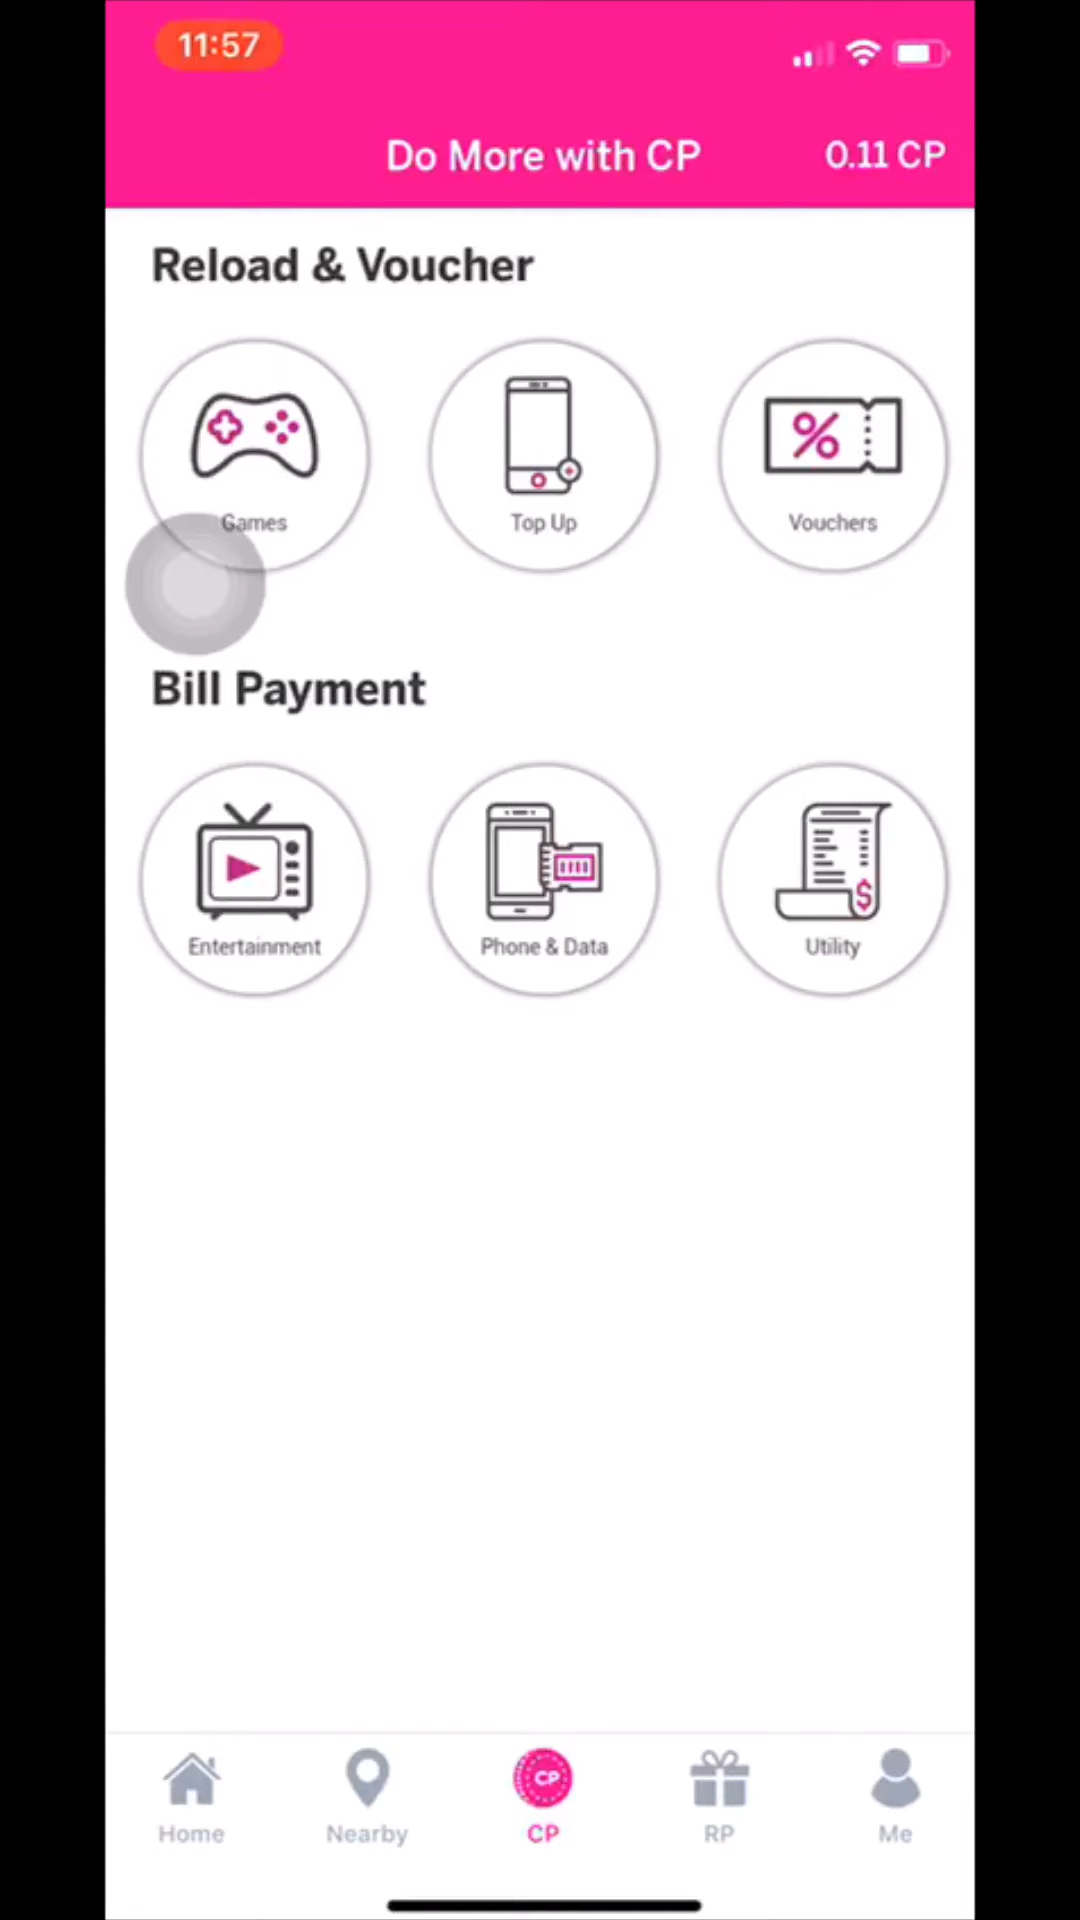 11:57
Do More with CP
0.11 CP
Reload & Voucher
Games
Top Up
Vouchers
Bill Payment
Entertainment
Phone & Data
Utility
CP
Home
Nearby
CP
RP
Me